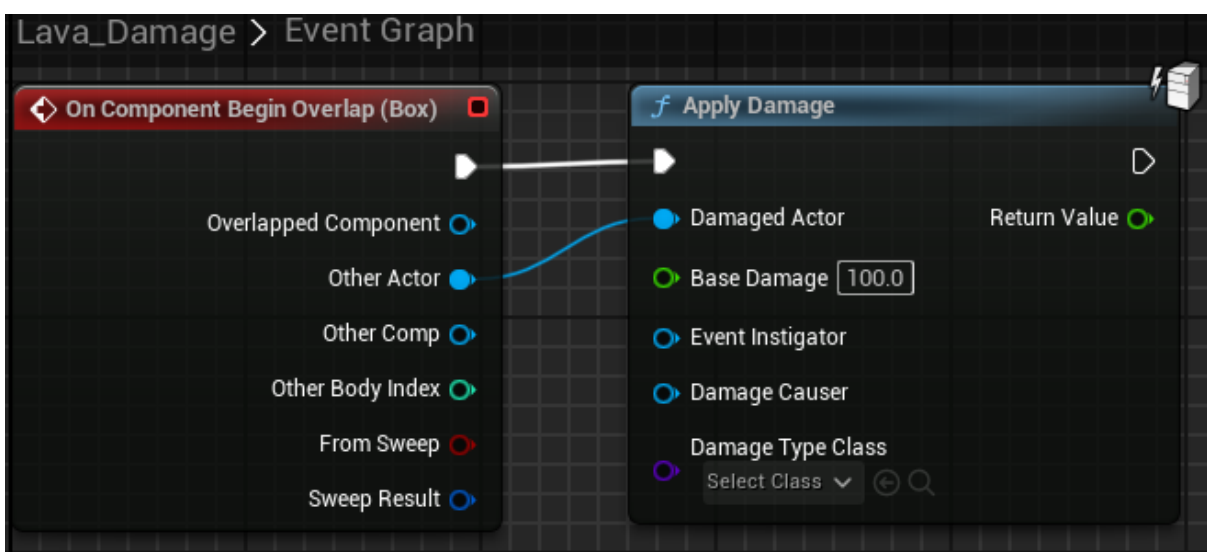 Lava_Damage > Event Graph
On Component Begin Overlap (Box)
Overlapped Component
Other Actor
Other Comp
Other Body Index
From Sweep
Sweep Result
f Apply Damage
Damaged Actor
Return Value
Base Damage 100.0
Event Instigator
Damage Causer
Damage Type Class
Select Class